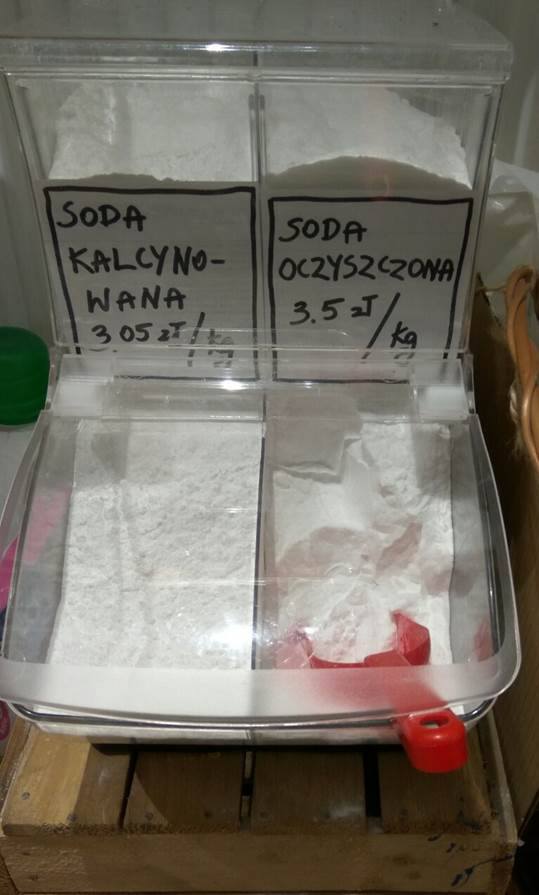 SODA
KALCYNO-
WANA
3.05 zł/kg
SODA
OCZYSZCZONA
3.5 zł/kg